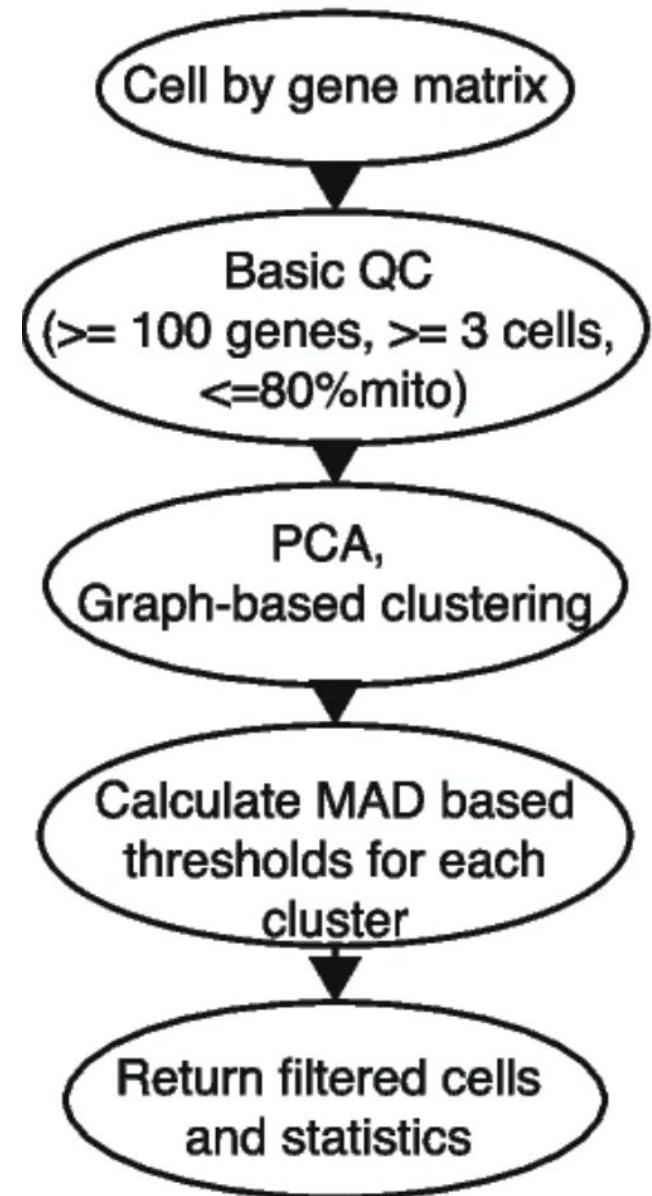 Cell by gene matrix
Basic QC
(>= 100 genes, >= 3 cells,
<=80%mito)
PCA,
Graph-based clustering
Calculate MAD based
thresholds for each
cluster
Return filtered cells
and statistics